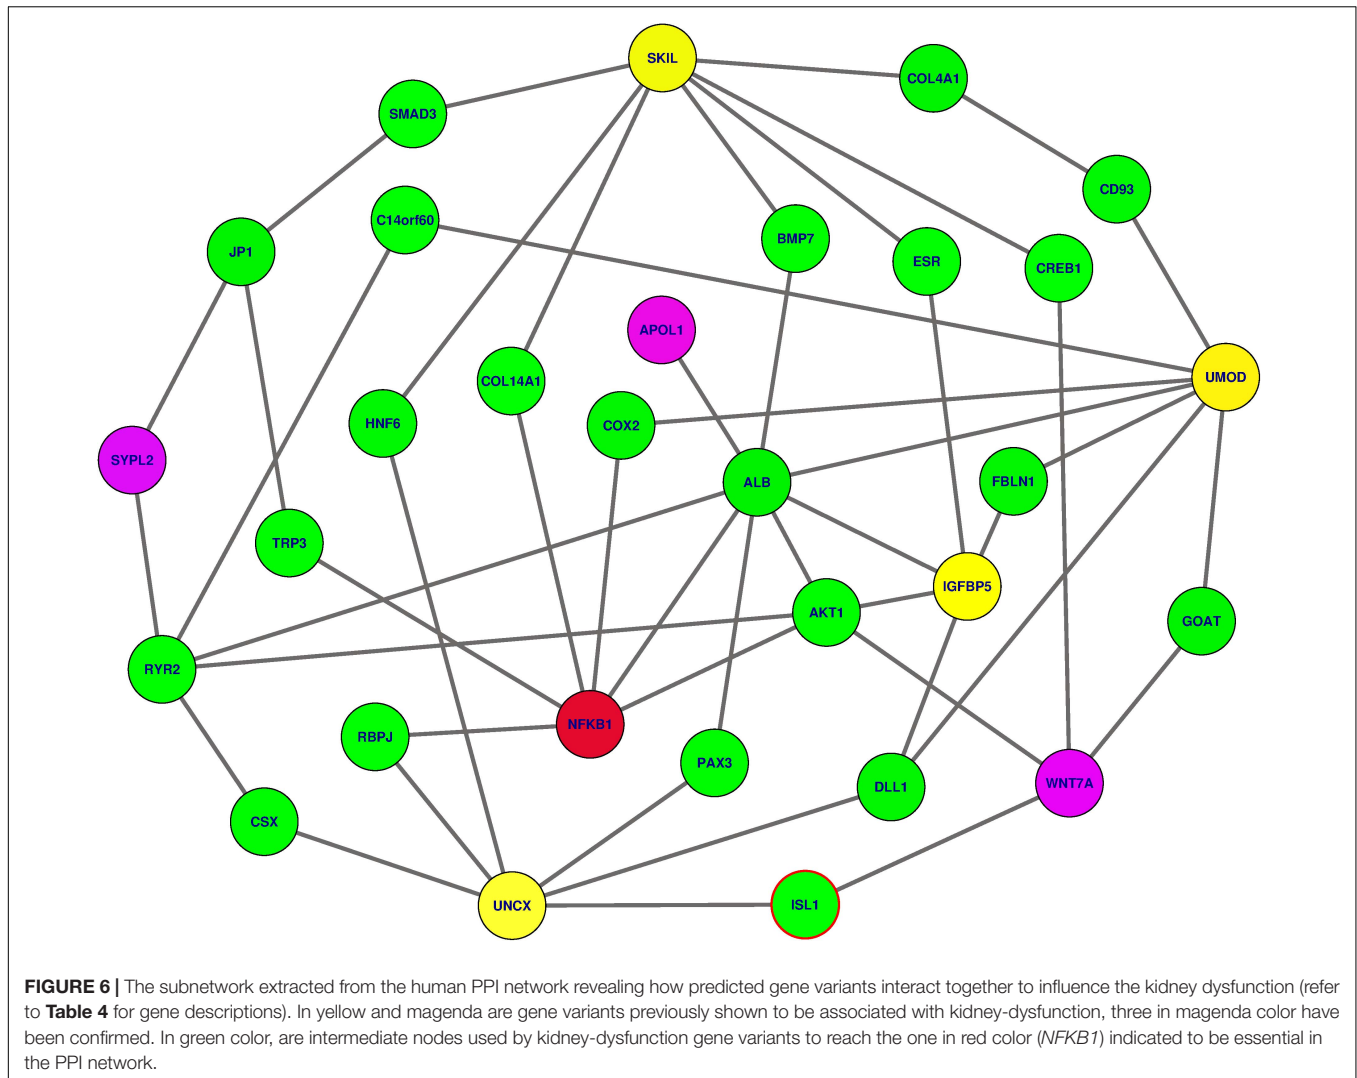 SKIL
COL4A1
SMAD3
CD93
C14orf60
BMP7
JP1
ESR
CREB1
APOL1
UMOD
COL14A1
HNF6
COX2
SYPL2
ALB
FBLN1
TRP3
IGFBP5
AKT1
GOAT
RYR2
NFKB1
RBPJ
PAX3
WNT7A
DLL1
CSX
UNCX
ISL1
FIGURE 6 | The subnetwork extracted from the human PPI network revealing how predicted gene variants interact together to influence the kidney dysfunction (refer
to Table 4 for gene descriptions). In yellow and magenda are gene variants previously shown to be associated with kidney-dysfunction, three in magenda color have
been confirmed. In green color, are intermediate nodes used by kidney-dysfunction gene variants to reach the one in red color (NFKB1) indicated to be essential in
the PPI network.